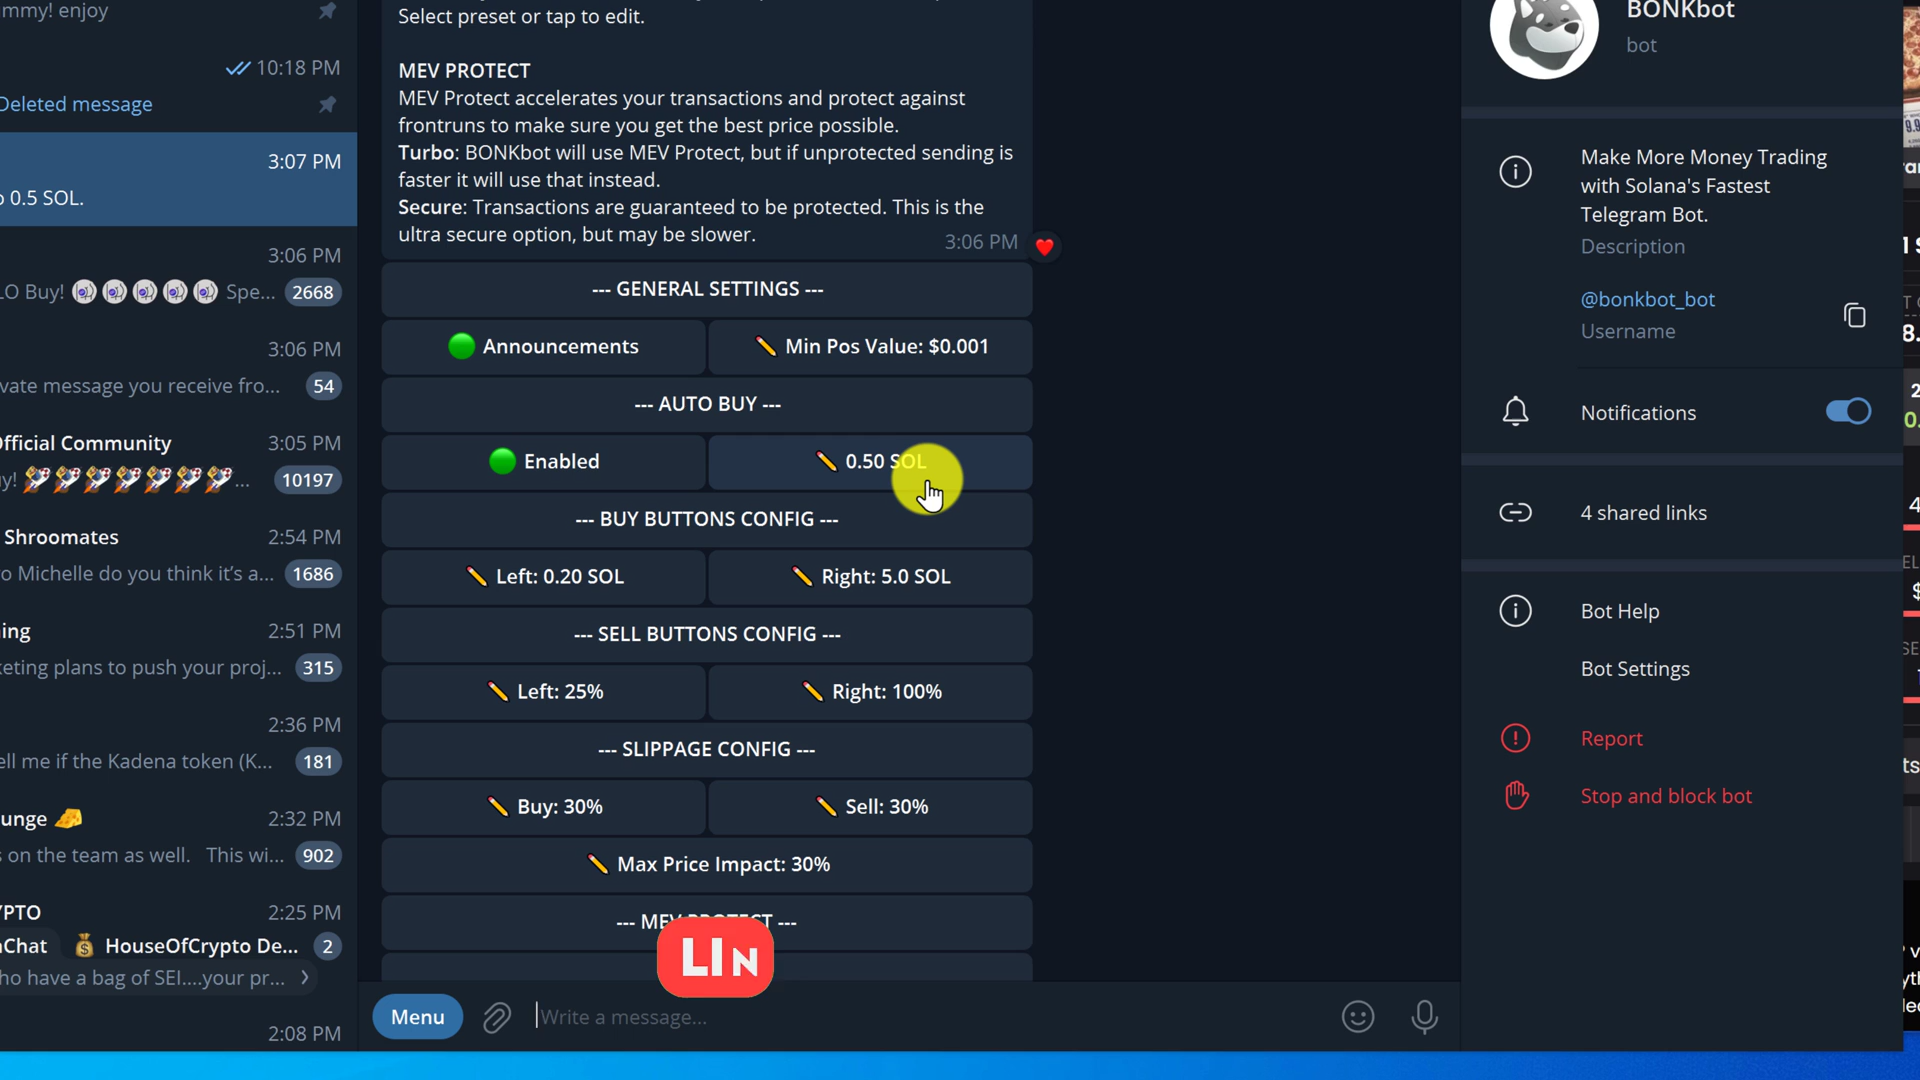 mmy! enjoy
10:18 PM
Deleted message
3:07 PM
0.5 SOL.
3:06 PM
LO Buy! Spe... 2668
3:06 PM
vate message you receive fro... 54
Official Community 3:05 PM
y! ... 10197
Shroomates 2:54 PM
o Michelle do you think it's a... 1686
ing 2:51 PM
keting plans to push your proj... 315
2:36 PM
ell me if the Kadena token (K... 181
unge 2:32 PM
s on the team as well. This wi... 902
YPTO 2:25 PM
nChat HouseOfCrypto De... 2
ho have a bag of SEI....your pr...
2:08 PM
Select preset or tap to edit.
MEV PROTECT
MEV Protect accelerates your transactions and protect against
frontruns to make sure you get the best price possible.
Turbo: BONKbot will use MEV Protect, but if unprotected sending is
faster it will use that instead.
Secure: Transactions are guaranteed to be protected. This is the
ultra secure option, but may be slower.
3:06 PM
--- GENERAL SETTINGS ---
Announcements
Min Pos Value: $0.001
--- AUTO BUY ---
Enabled
0.50 SOL
--- BUY BUTTONS CONFIG ---
Left: 0.20 SOL
Right: 5.0 SOL
--- SELL BUTTONS CONFIG ---
Left: 25%
Right: 100%
--- SLIPPAGE CONFIG ---
Buy: 30%
Sell: 30%
Max Price Impact: 30%
--- MEV PROTECT ---
LIN
Menu
Write a message...
BONKbot
bot
Make More Money Trading
with Solana's Fastest
Telegram Bot.
Description
@bonkbot_bot
Username
Notifications
4 shared links
Bot Help
Bot Settings
Report
Stop and block bot